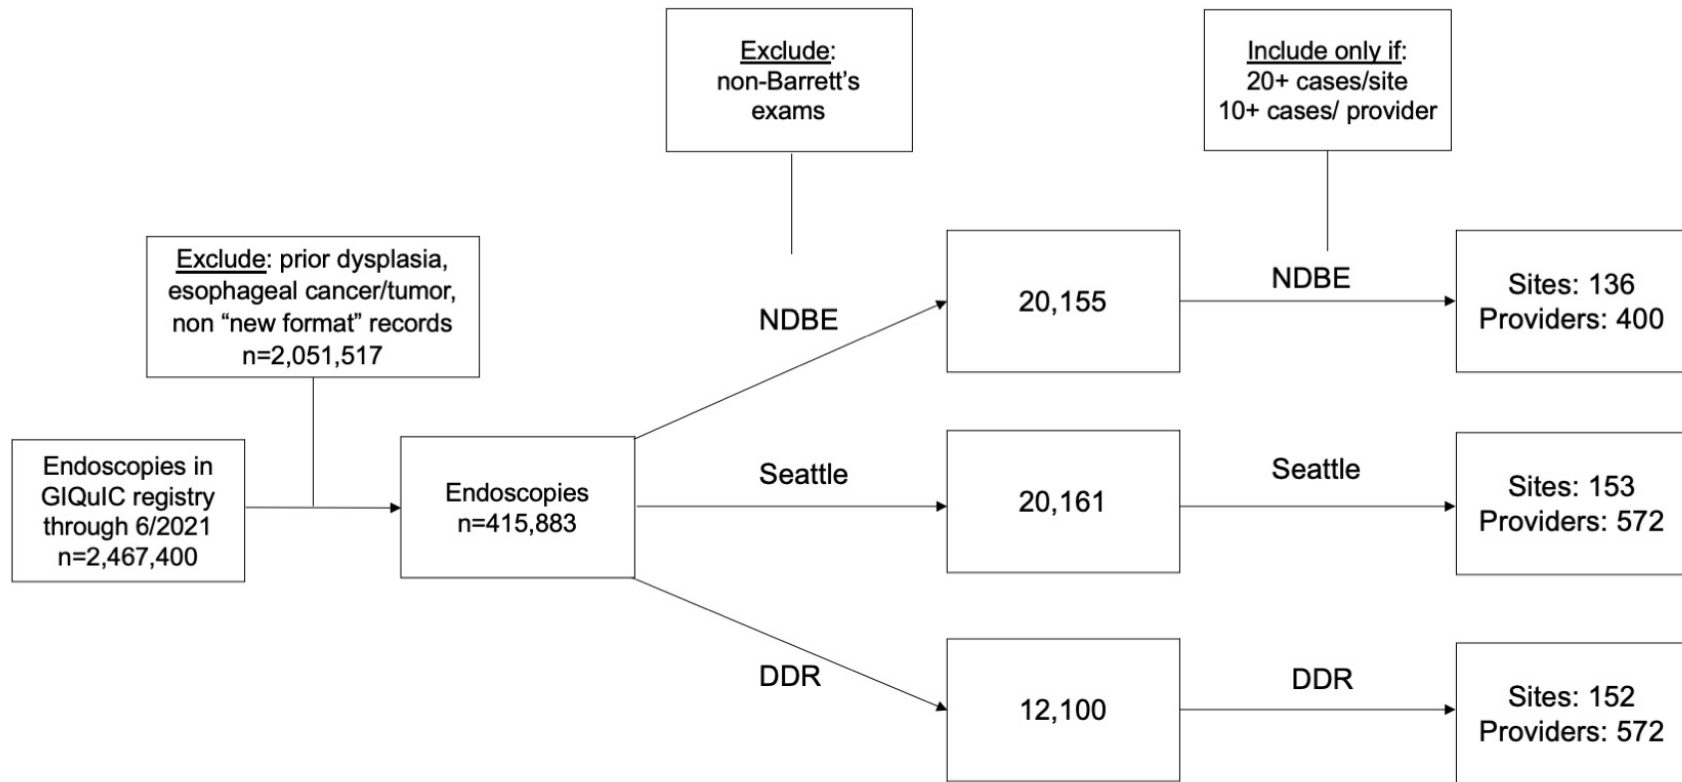 Exclude:
non-Barrett’s
exams
Include only if:
20+ cases/site
10+ cases/ provider
Exclude: prior dysplasia,
esophageal cancer/tumor,
non “new format” records
n=2,051,517
Endoscopies in
GIQuIC registry
through 6/2021
n=2,467,400
Endoscopies
n=415,883
NDBE
20,155
NDBE
Sites: 136
Providers: 400
Seattle
20,161
Seattle
Sites: 153
Providers: 572
DDR
12,100
DDR
Sites: 152
Providers: 572